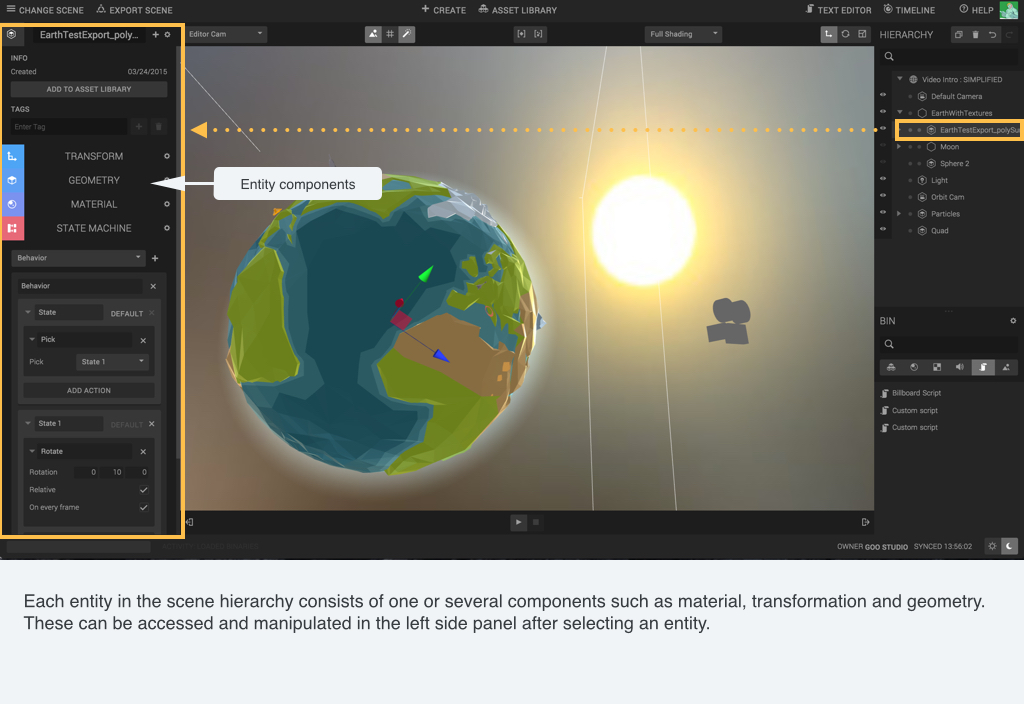 CHANGE SCENE
EXPORT SCENE
CREATE
ASSET LIBRARY
TEXT EDITOR
TIMELINE
HELP
EarthTestExport_poly...
Editor Cam
Full Shading
HIERARCHY
INFO
Created 03/24/2015
ADD TO ASSET LIBRARY
TAGS
Enter Tag
TRANSFORM
GEOMETRY
MATERIAL
STATE MACHINE
Behavior
Behavior
State DEFAULT
Pick
Pick State 1
ADD ACTION
State 1 DEFAULT
Rotate
Rotation 0 10 0
Relative
On every frame
Entity components
Video Intro : SIMPLIFIED
Default Camera
EarthWithTextures
EarthTestExport_polySu
Moon
Sphere 2
Light
Orbit Cam
Particles
Quad
BIN
Billboard Script
Custom script
Custom script
OWNER GOO STUDIO SYNCED 13:56:02
Each entity in the scene hierarchy consists of one or several components such as material, transformation and geometry.
These can be accessed and manipulated in the left side panel after selecting an entity.